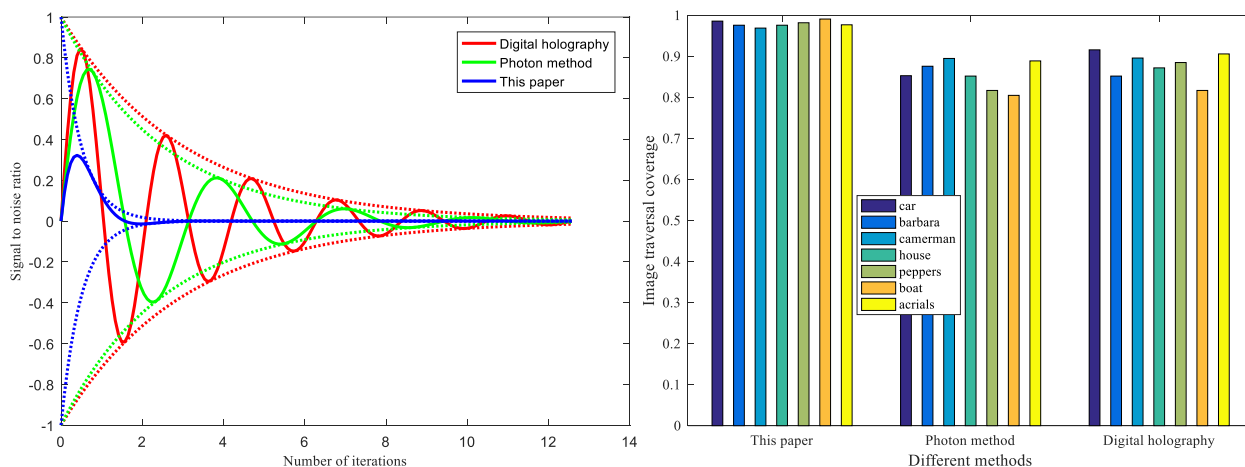 1
0.8
0.6
0.4
0.2
0
-0.2
-0.4
-0.6
-0.8
-1
Signal to noise ratio
0 2 4 6 8 10 12 14
Number of iterations
Digital holography
Photon method
This paper
1
0.9
0.8
0.7
0.6
0.5
0.4
0.3
0.2
0.1
0
Image traversal coverage
car
barbara
camerman
house
peppers
boat
acrials
This paper Photon method Digital holography
Different methods